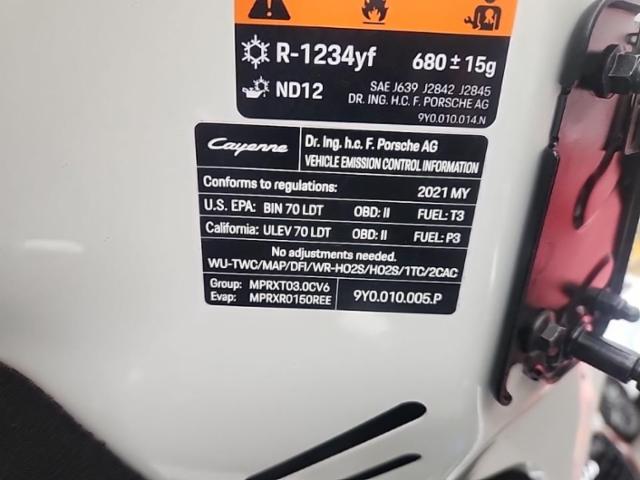 R-1234yf 680 ± 15g
ND12
SAE J639 J2842 J2845
DR. ING. H.C. F. PORSCHE AG
9Y0.010.014.N
Cayenne
Dr. Ing. h.c. F. Porsche AG
VEHICLE EMISSION CONTROL INFORMATION
Conforms to regulations: 2021 MY
U.S. EPA: BIN 70 LDT OBD: II FUEL: T3
California: ULEV 70 LDT OBD: II FUEL: P3
No adjustments needed.
WU-TWC/MAP/DFI/WR-HO2S/HO2S/1TC/2CAC
Group: MPRXT03.0CV6
Evap: MPRXR0150REE
9Y0.010.005.P